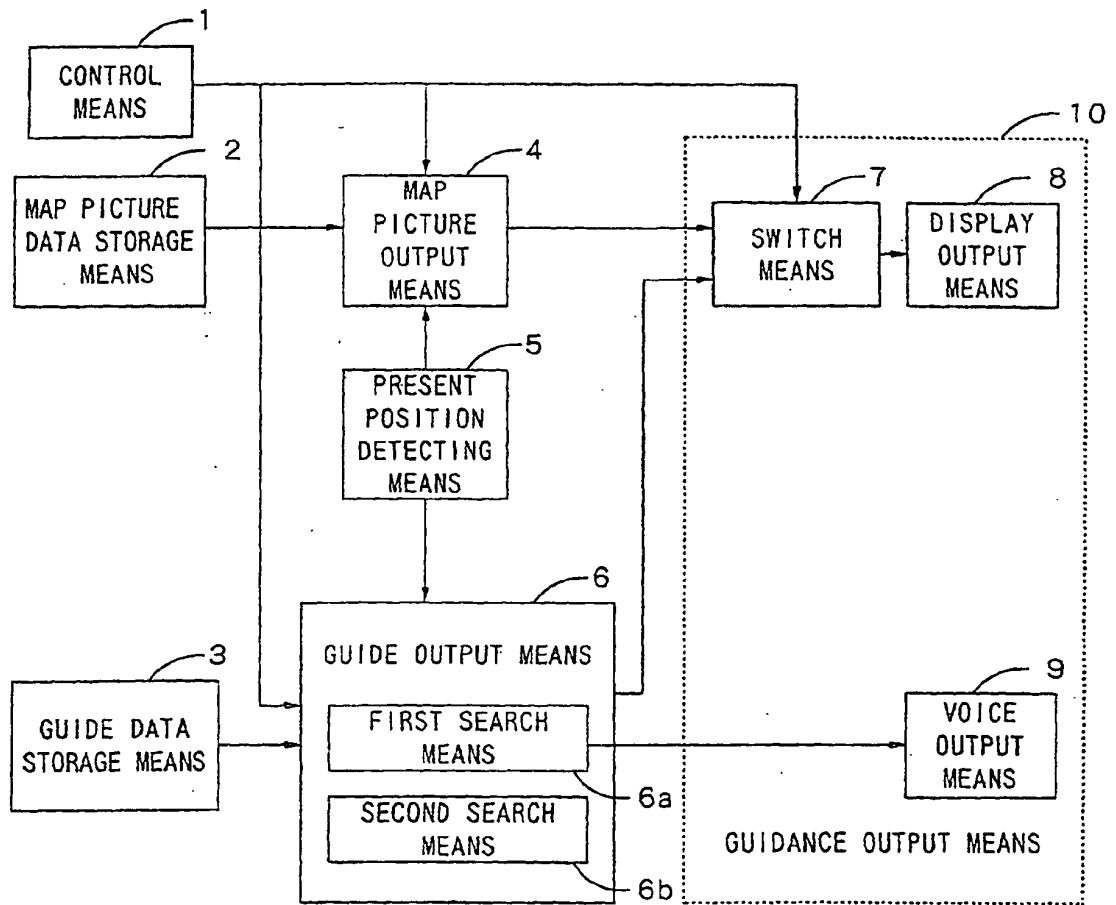 1
CONTROL
MEANS
10
2
MAP PICTURE
DATA STORAGE
MEANS
4
MAP
PICTURE
OUTPUT
MEANS
7
SWITCH
MEANS
8
DISPLAY
OUTPUT
MEANS
5
PRESENT
POSITION
DETECTING
MEANS
3
GUIDE DATA
STORAGE MEANS
6
GUIDE OUTPUT MEANS
FIRST SEARCH
MEANS
6a
SECOND SEARCH
MEANS
6b
9
VOICE
OUTPUT
MEANS
GUIDANCE OUTPUT MEANS